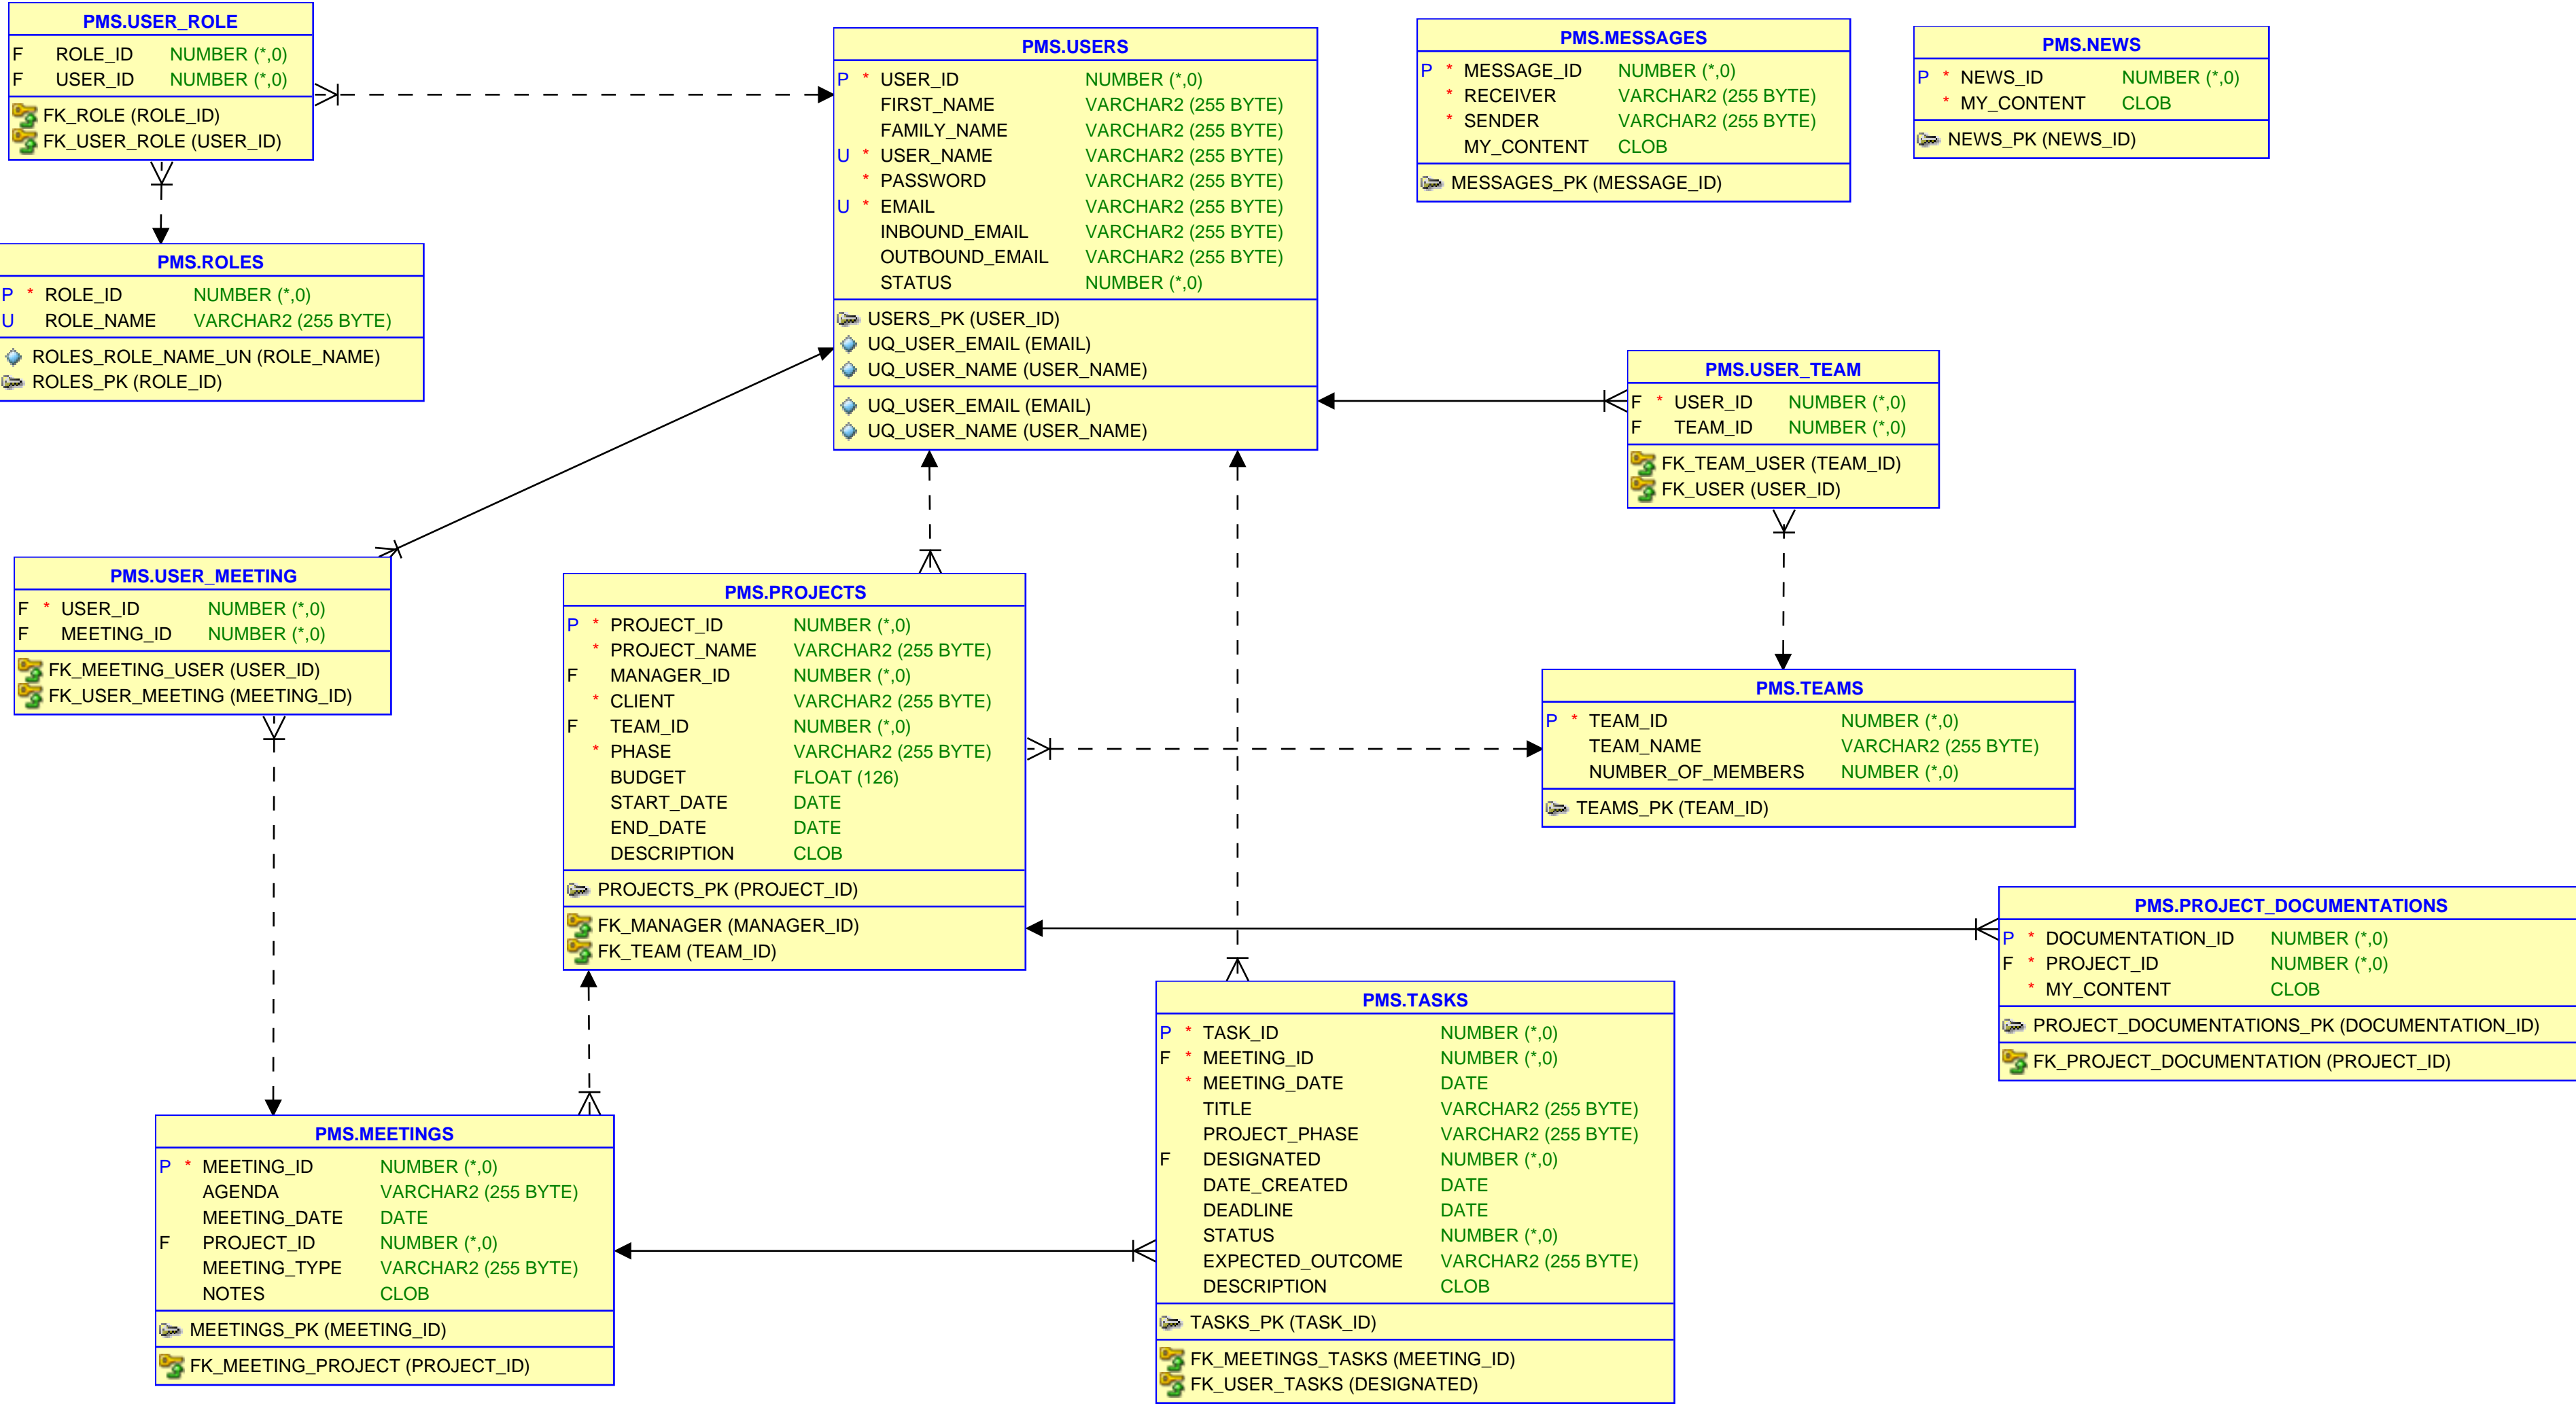 PMS.USER_ROLE
F ROLE_ID NUMBER (*,0)
F USER_ID NUMBER (*,0)
FK_ROLE (ROLE_ID)
FK_USER_ROLE (USER_ID)
PMS.USERS
P * USER_ID NUMBER (*,0)
FIRST_NAME VARCHAR2 (255 BYTE)
FAMILY_NAME VARCHAR2 (255 BYTE)
U * USER_NAME VARCHAR2 (255 BYTE)
* PASSWORD VARCHAR2 (255 BYTE)
U * EMAIL VARCHAR2 (255 BYTE)
INBOUND_EMAIL VARCHAR2 (255 BYTE)
OUTBOUND_EMAIL VARCHAR2 (255 BYTE)
STATUS NUMBER (*,0)
USERS_PK (USER_ID)
UQ_USER_EMAIL (EMAIL)
UQ_USER_NAME (USER_NAME)
UQ_USER_EMAIL (EMAIL)
UQ_USER_NAME (USER_NAME)
PMS.MESSAGES
P * MESSAGE_ID NUMBER (*,0)
* RECEIVER VARCHAR2 (255 BYTE)
* SENDER VARCHAR2 (255 BYTE)
MY_CONTENT CLOB
MESSAGES_PK (MESSAGE_ID)
PMS.NEWS
P * NEWS_ID NUMBER (*,0)
* MY_CONTENT CLOB
NEWS_PK (NEWS_ID)
PMS.ROLES
P * ROLE_ID NUMBER (*,0)
U ROLE_NAME VARCHAR2 (255 BYTE)
ROLES_ROLE_NAME_UN (ROLE_NAME)
ROLES_PK (ROLE_ID)
PMS.USER_TEAM
F * USER_ID NUMBER (*,0)
F TEAM_ID NUMBER (*,0)
FK_TEAM_USER (TEAM_ID)
FK_USER (USER_ID)
PMS.USER_MEETING
F * USER_ID NUMBER (*,0)
F MEETING_ID NUMBER (*,0)
FK_MEETING_USER (USER_ID)
FK_USER_MEETING (MEETING_ID)
PMS.PROJECTS
P * PROJECT_ID NUMBER (*,0)
* PROJECT_NAME VARCHAR2 (255 BYTE)
F MANAGER_ID NUMBER (*,0)
* CLIENT VARCHAR2 (255 BYTE)
F TEAM_ID NUMBER (*,0)
* PHASE VARCHAR2 (255 BYTE)
BUDGET FLOAT (126)
START_DATE DATE
END_DATE DATE
DESCRIPTION CLOB
PROJECTS_PK (PROJECT_ID)
FK_MANAGER (MANAGER_ID)
FK_TEAM (TEAM_ID)
PMS.TEAMS
P * TEAM_ID NUMBER (*,0)
TEAM_NAME VARCHAR2 (255 BYTE)
NUMBER_OF_MEMBERS NUMBER (*,0)
TEAMS_PK (TEAM_ID)
PMS.PROJECT_DOCUMENTATIONS
P * DOCUMENTATION_ID NUMBER (*,0)
F * PROJECT_ID NUMBER (*,0)
* MY_CONTENT CLOB
PROJECT_DOCUMENTATIONS_PK (DOCUMENTATION_ID)
FK_PROJECT_DOCUMENTATION (PROJECT_ID)
PMS.TASKS
P * TASK_ID NUMBER (*,0)
F * MEETING_ID NUMBER (*,0)
* MEETING_DATE DATE
TITLE VARCHAR2 (255 BYTE)
PROJECT_PHASE VARCHAR2 (255 BYTE)
F DESIGNATED NUMBER (*,0)
DATE_CREATED DATE
DEADLINE DATE
STATUS NUMBER (*,0)
EXPECTED_OUTCOME VARCHAR2 (255 BYTE)
DESCRIPTION CLOB
TASKS_PK (TASK_ID)
FK_MEETINGS_TASKS (MEETING_ID)
FK_USER_TASKS (DESIGNATED)
PMS.MEETINGS
P * MEETING_ID NUMBER (*,0)
AGENDA VARCHAR2 (255 BYTE)
MEETING_DATE DATE
F PROJECT_ID NUMBER (*,0)
MEETING_TYPE VARCHAR2 (255 BYTE)
NOTES CLOB
MEETINGS_PK (MEETING_ID)
FK_MEETING_PROJECT (PROJECT_ID)